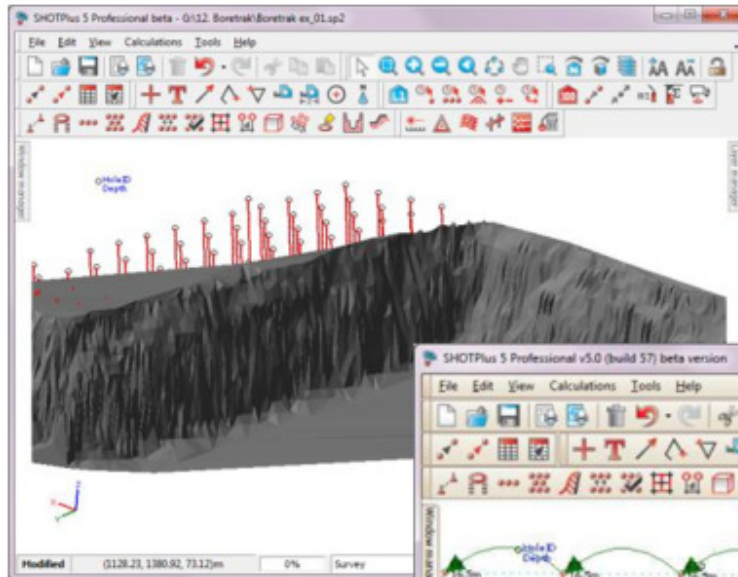 SHOTPlus 5 Professional beta - G:\12. Boretrak\Boretrak ex_01.sp2
File Edit View Calculations Tools Help
Window manager
Layer manager
Hole ID
Depth
SHOTPlus 5 Professional v5.0 (build 57) beta version
File Edit View Calculations Tools Help
Window mana
Hole ID
Depth
Modified (1128.23, 1380.92, 73.12)m 0% Survey